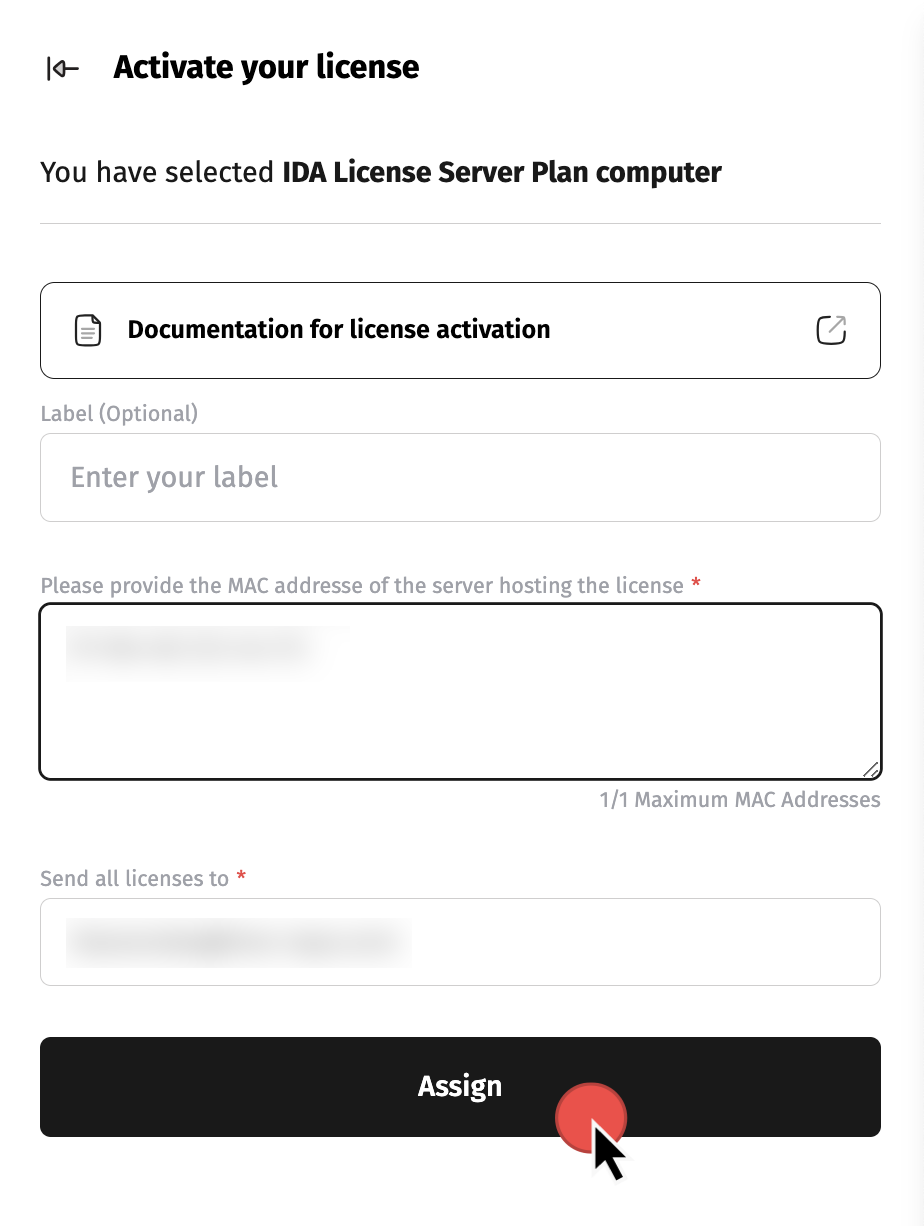 Activate your license
You have selected IDA License Server Plan computer
Documentation for license activation
Label (Optional)
Enter your label
Please provide the MAC addresse of the server hosting the license *
1/1 Maximum MAC Addresses
Send all licenses to *
Assign